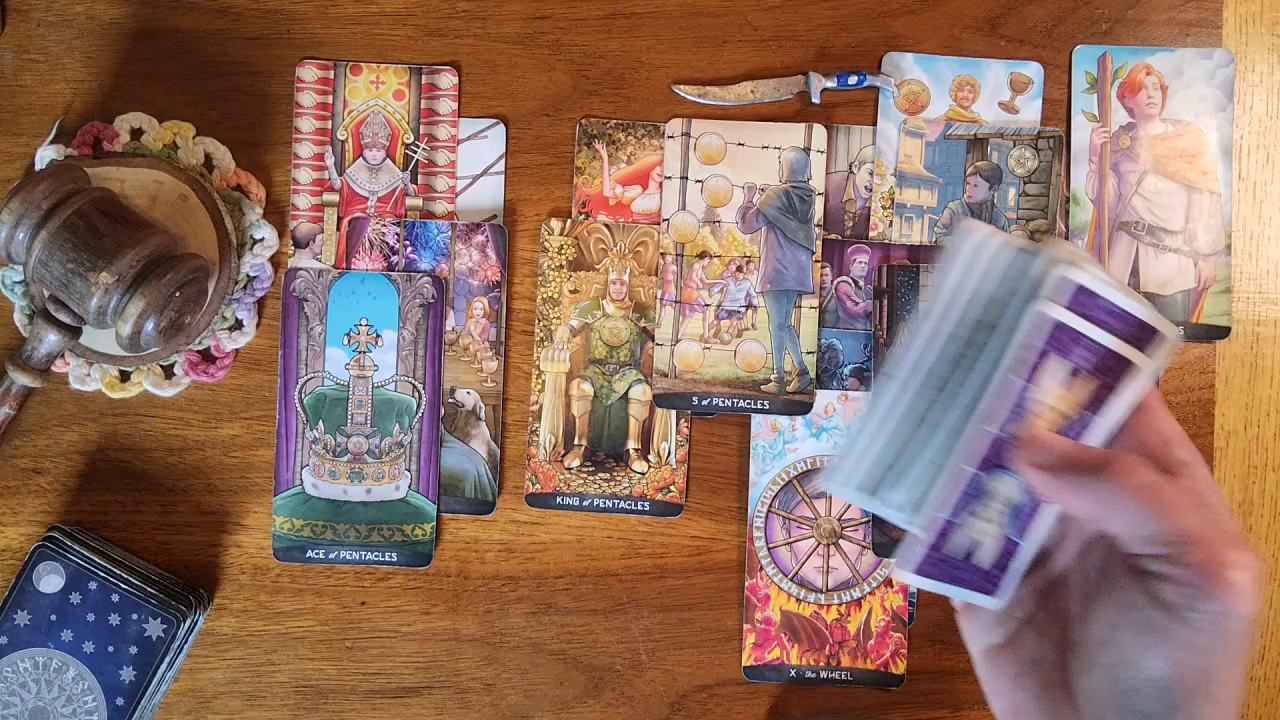 5 of PENTACLES
KING of PENTACLES
ACE of PENTACLES
X · the WHEEL